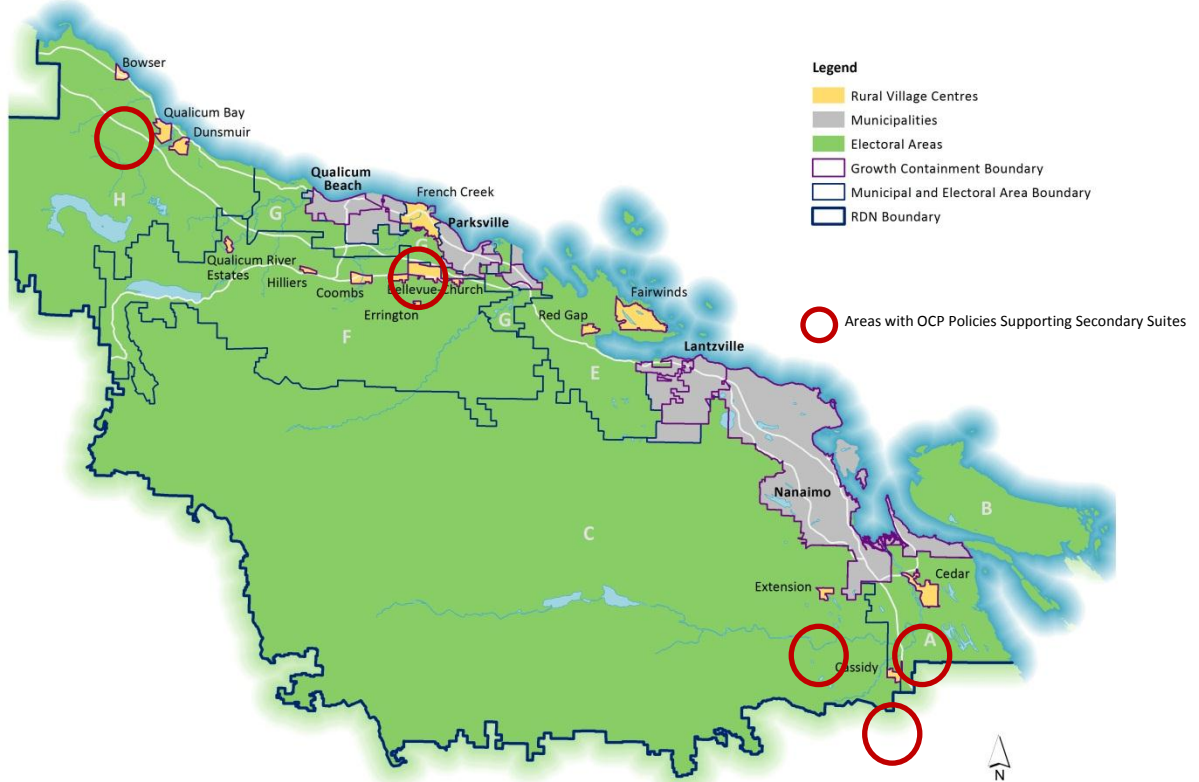 Bowser
Qualicum Bay
Dunsmuir
H
G
Qualicum
Beach
French Creek
Parksville
G
Qualicum River
Estates
Hilliers
Coombs
Bellevue-Church
Errington
F
G
Red Gap
Fairwinds
Lantzville
E
Nanaimo
B
C
Extension
Cedar
A
Cassidy
N
Legend
Rural Village Centres
Municipalities
Electoral Areas
Growth Containment Boundary
Municipal and Electoral Area Boundary
RDN Boundary
Areas with OCP Policies Supporting Secondary Suites